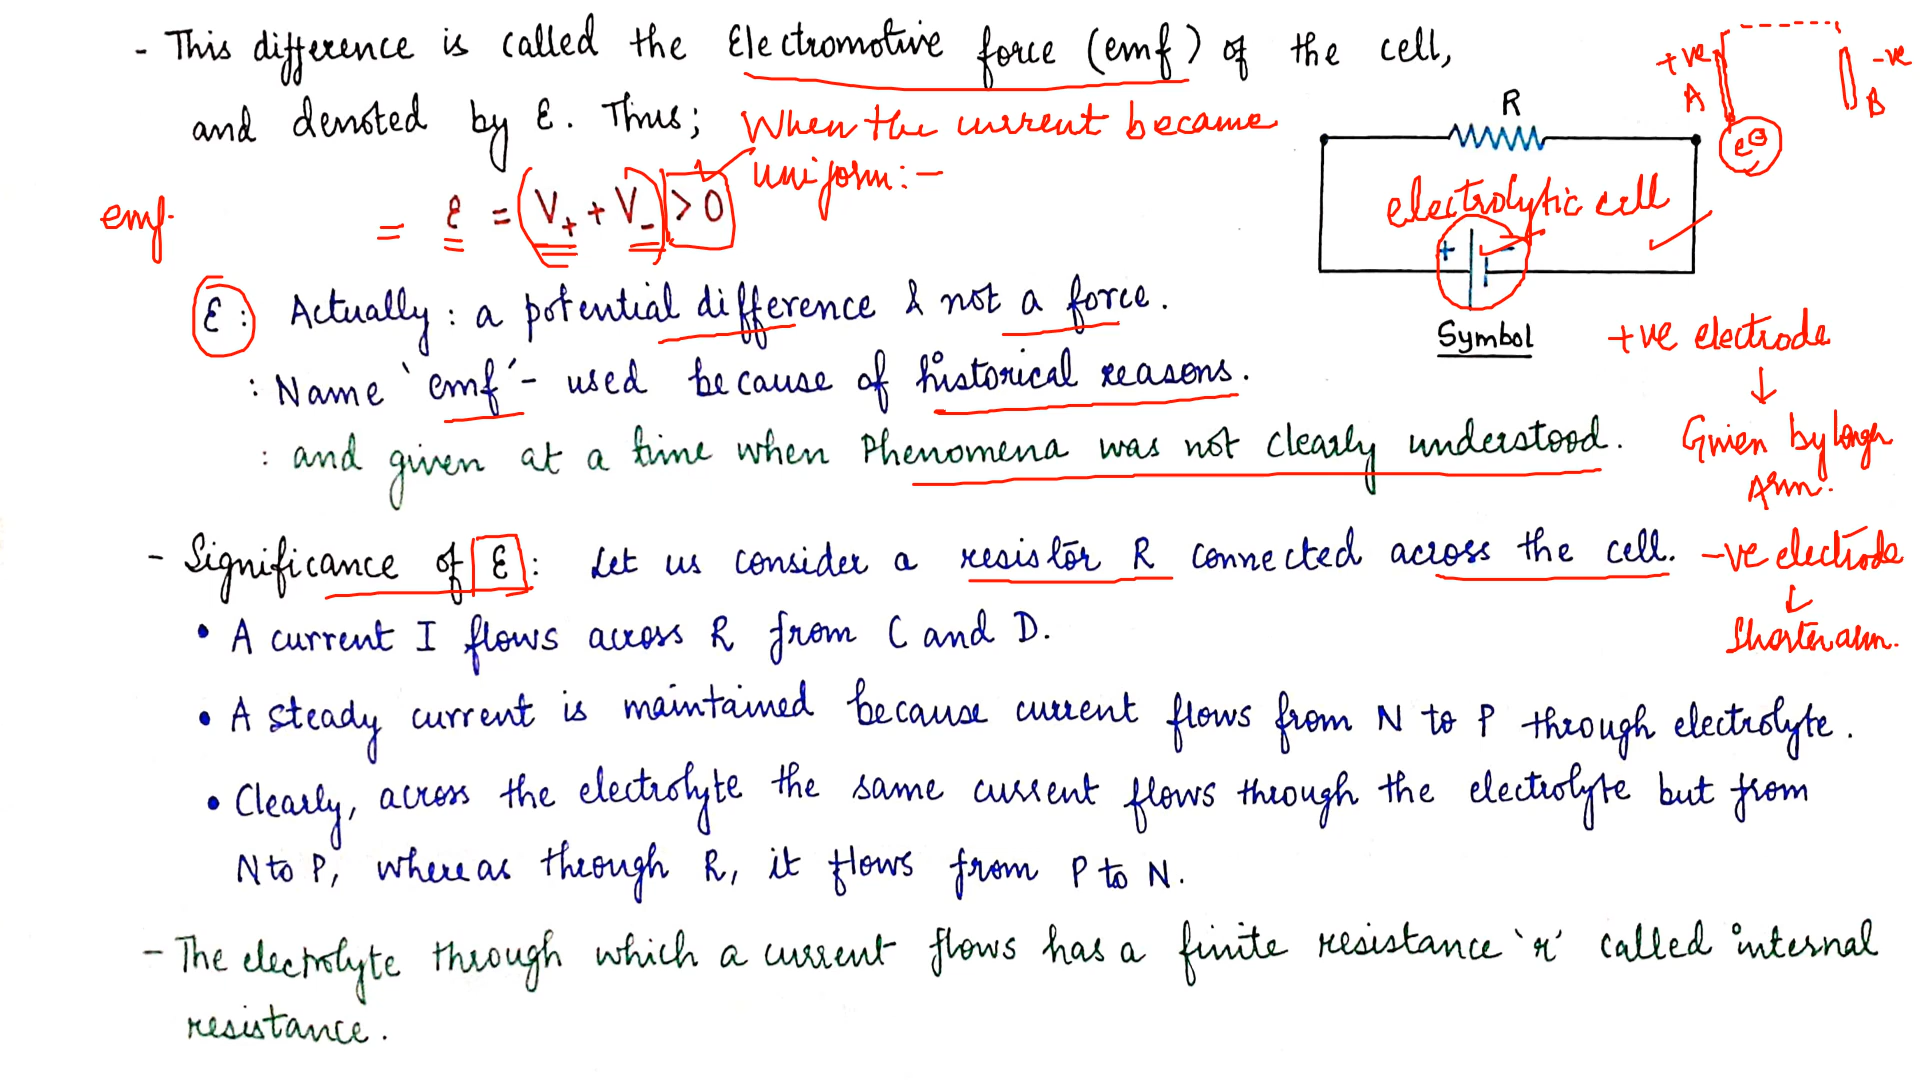 - This difference is called the Electromotive force (emf) of the cell,
and denoted by ε. Thus; When the current became
uniform:-
emf. = ε = (V+ + V-) > 0
ε: Actually: a potential difference & not a force.
: Name 'emf' - used because of historical reasons.
: and given at a time when Phenomena was not clearly understood.
- Significance of ε: Let us consider a resistor R connected across the cell.
• A current I flows across R from C and D.
• A steady current is maintained because current flows from N to P through electrolyte.
• Clearly, across the electrolyte the same current flows through the electrolyte but from
N to P, whereas through R, it flows from P to N.
- The electrolyte through which a current flows has a finite resistance 'r' called internal
resistance.
+ve
A
-ve
B
e⊖
R
electrolytic cell
+ -
Symbol
+ve electrode
↓
Given by longer
Arm.
-ve electrode
↓
Shorter arm.